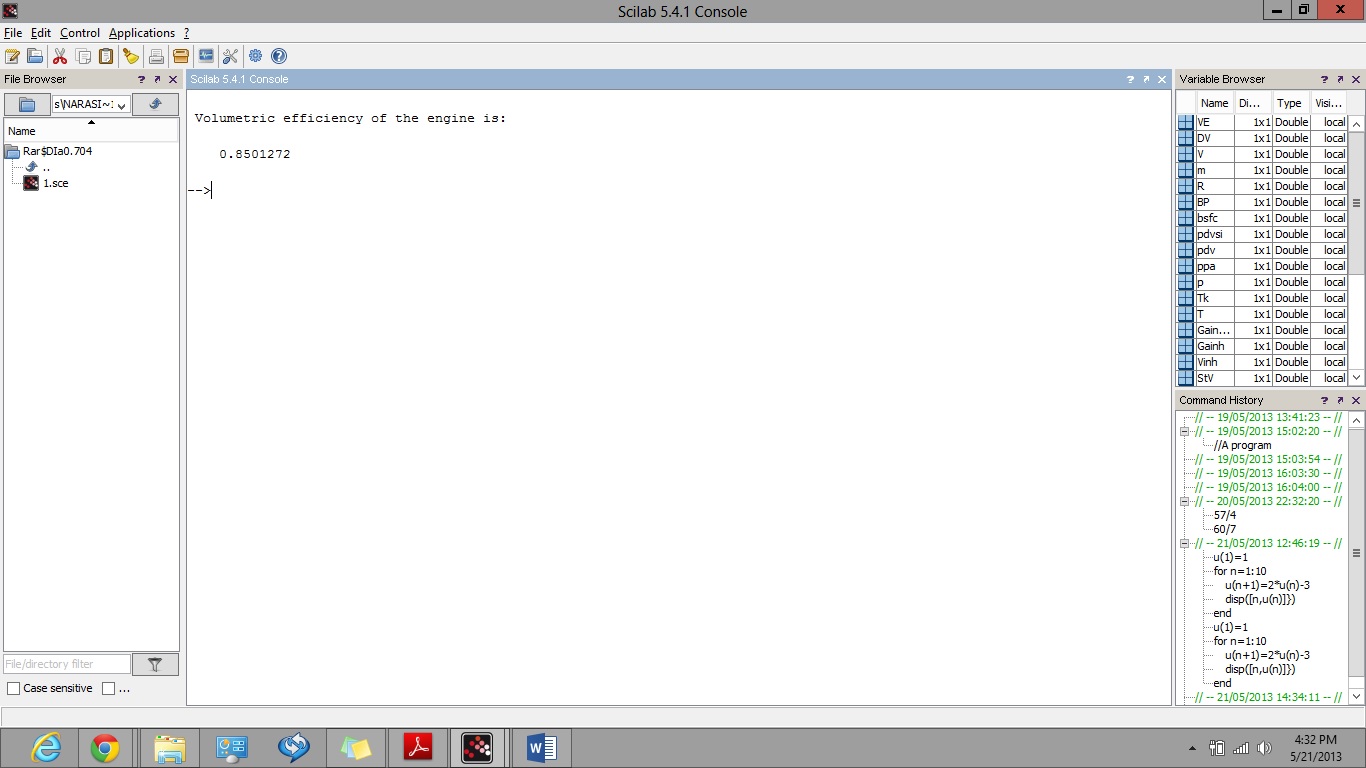 Scilab 5.4.1 Console
File Edit Control Applications ?
File Browser
s\NARASI~:
Name
Rar$DIa0.704
..
1.sce
File/directory filter
Case sensitive ...
Scilab 5.4.1 Console
Volumetric efficiency of the engine is:
0.8501272
-->
Variable Browser
Name Di... Type Visi...
VE 1x1 Double local
DV 1x1 Double local
V 1x1 Double local
m 1x1 Double local
R 1x1 Double local
BP 1x1 Double local
bsfc 1x1 Double local
pdvsi 1x1 Double local
pdv 1x1 Double local
ppa 1x1 Double local
p 1x1 Double local
Tk 1x1 Double local
T 1x1 Double local
Gain... 1x1 Double local
Gainh 1x1 Double local
Vinh 1x1 Double local
StV 1x1 Double local
Command History
// -- 19/05/2013 13:41:23 -- //
// -- 19/05/2013 15:02:20 -- //
//A program
// -- 19/05/2013 15:03:54 -- //
// -- 19/05/2013 16:03:30 -- //
// -- 19/05/2013 16:04:00 -- //
// -- 20/05/2013 22:32:20 -- //
57/4
60/7
// -- 21/05/2013 12:46:19 -- //
u(1)=1
for n=1:10
u(n+1)=2*u(n)-3
disp([n,u(n)]})
end
u(1)=1
for n=1:10
u(n+1)=2*u(n)-3
disp([n,u(n)]})
end
// -- 21/05/2013 14:34:11 -- //
4:32 PM
5/21/2013